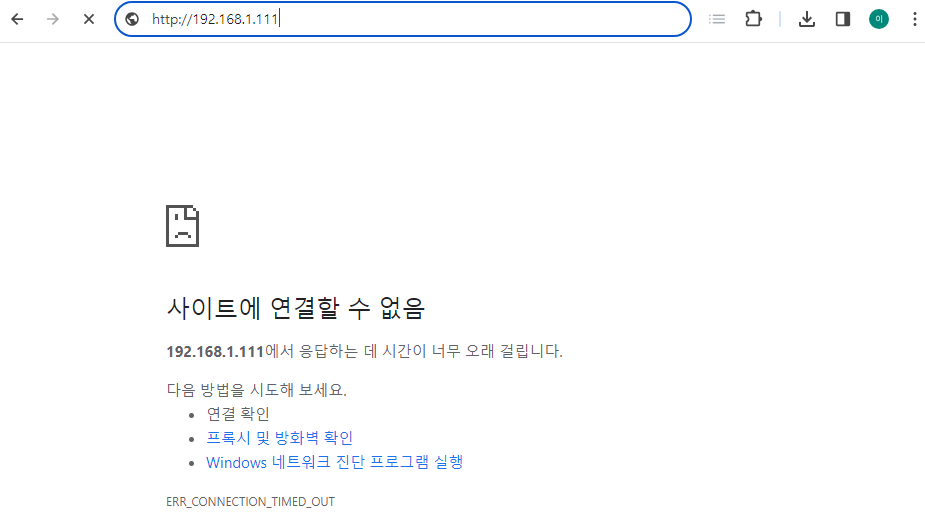 http://192.168.1.111
이
사이트에 연결할 수 없음
192.168.1.111에서 응답하는 데 시간이 너무 오래 걸립니다.
다음 방법을 시도해 보세요.
• 연결 확인
• 프록시 및 방화벽 확인
• Windows 네트워크 진단 프로그램 실행
ERR_CONNECTION_TIMED_OUT